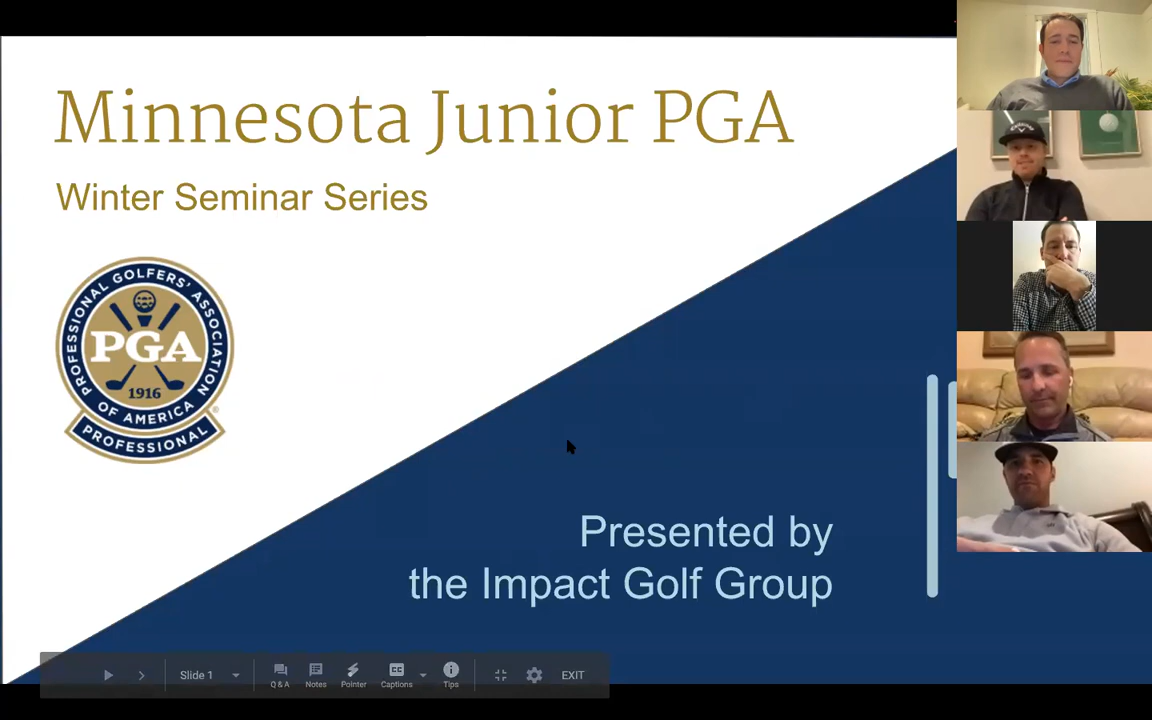 Minnesota Junior PGA
Winter Seminar Series
PROFESSIONAL GOLFERS' ASSOCIATION
PGA
1916
OF AMERICA
®
PROFESSIONAL
Presented by
the Impact Golf Group
Slide 1
Q & A
Notes
Pointer
CC
Captions
Tips
EXIT